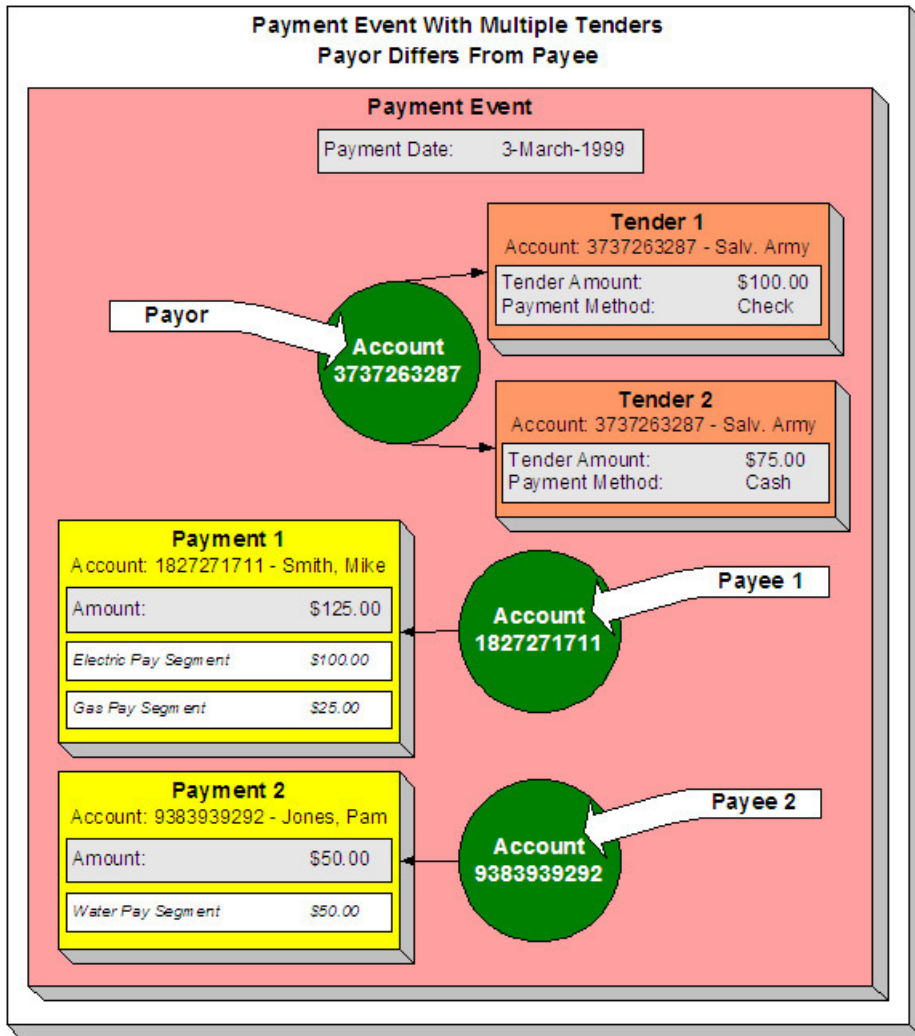 Payment Event With Multiple Tenders
Payor Differs From Payee
Payment Event
Payment Date: 3-March-1999
Tender 1
Account: 3737263287 - Salv. Army
Tender Amount: $100.00
Payment Method: Check
Payor
Account
3737263287
Tender 2
Account: 3737263287 - Salv. Army
Tender Amount: $75.00
Payment Method: Cash
Payment 1
Account: 1827271711 - Smith, Mike
Amount: $125.00
Electric Pay Segment $100.00
Gas Pay Segment $25.00
Payee 1
Account
1827271711
Payment 2
Account: 9383939292 - Jones, Pam
Amount: $50.00
Water Pay Segment $50.00
Payee 2
Account
9383939292